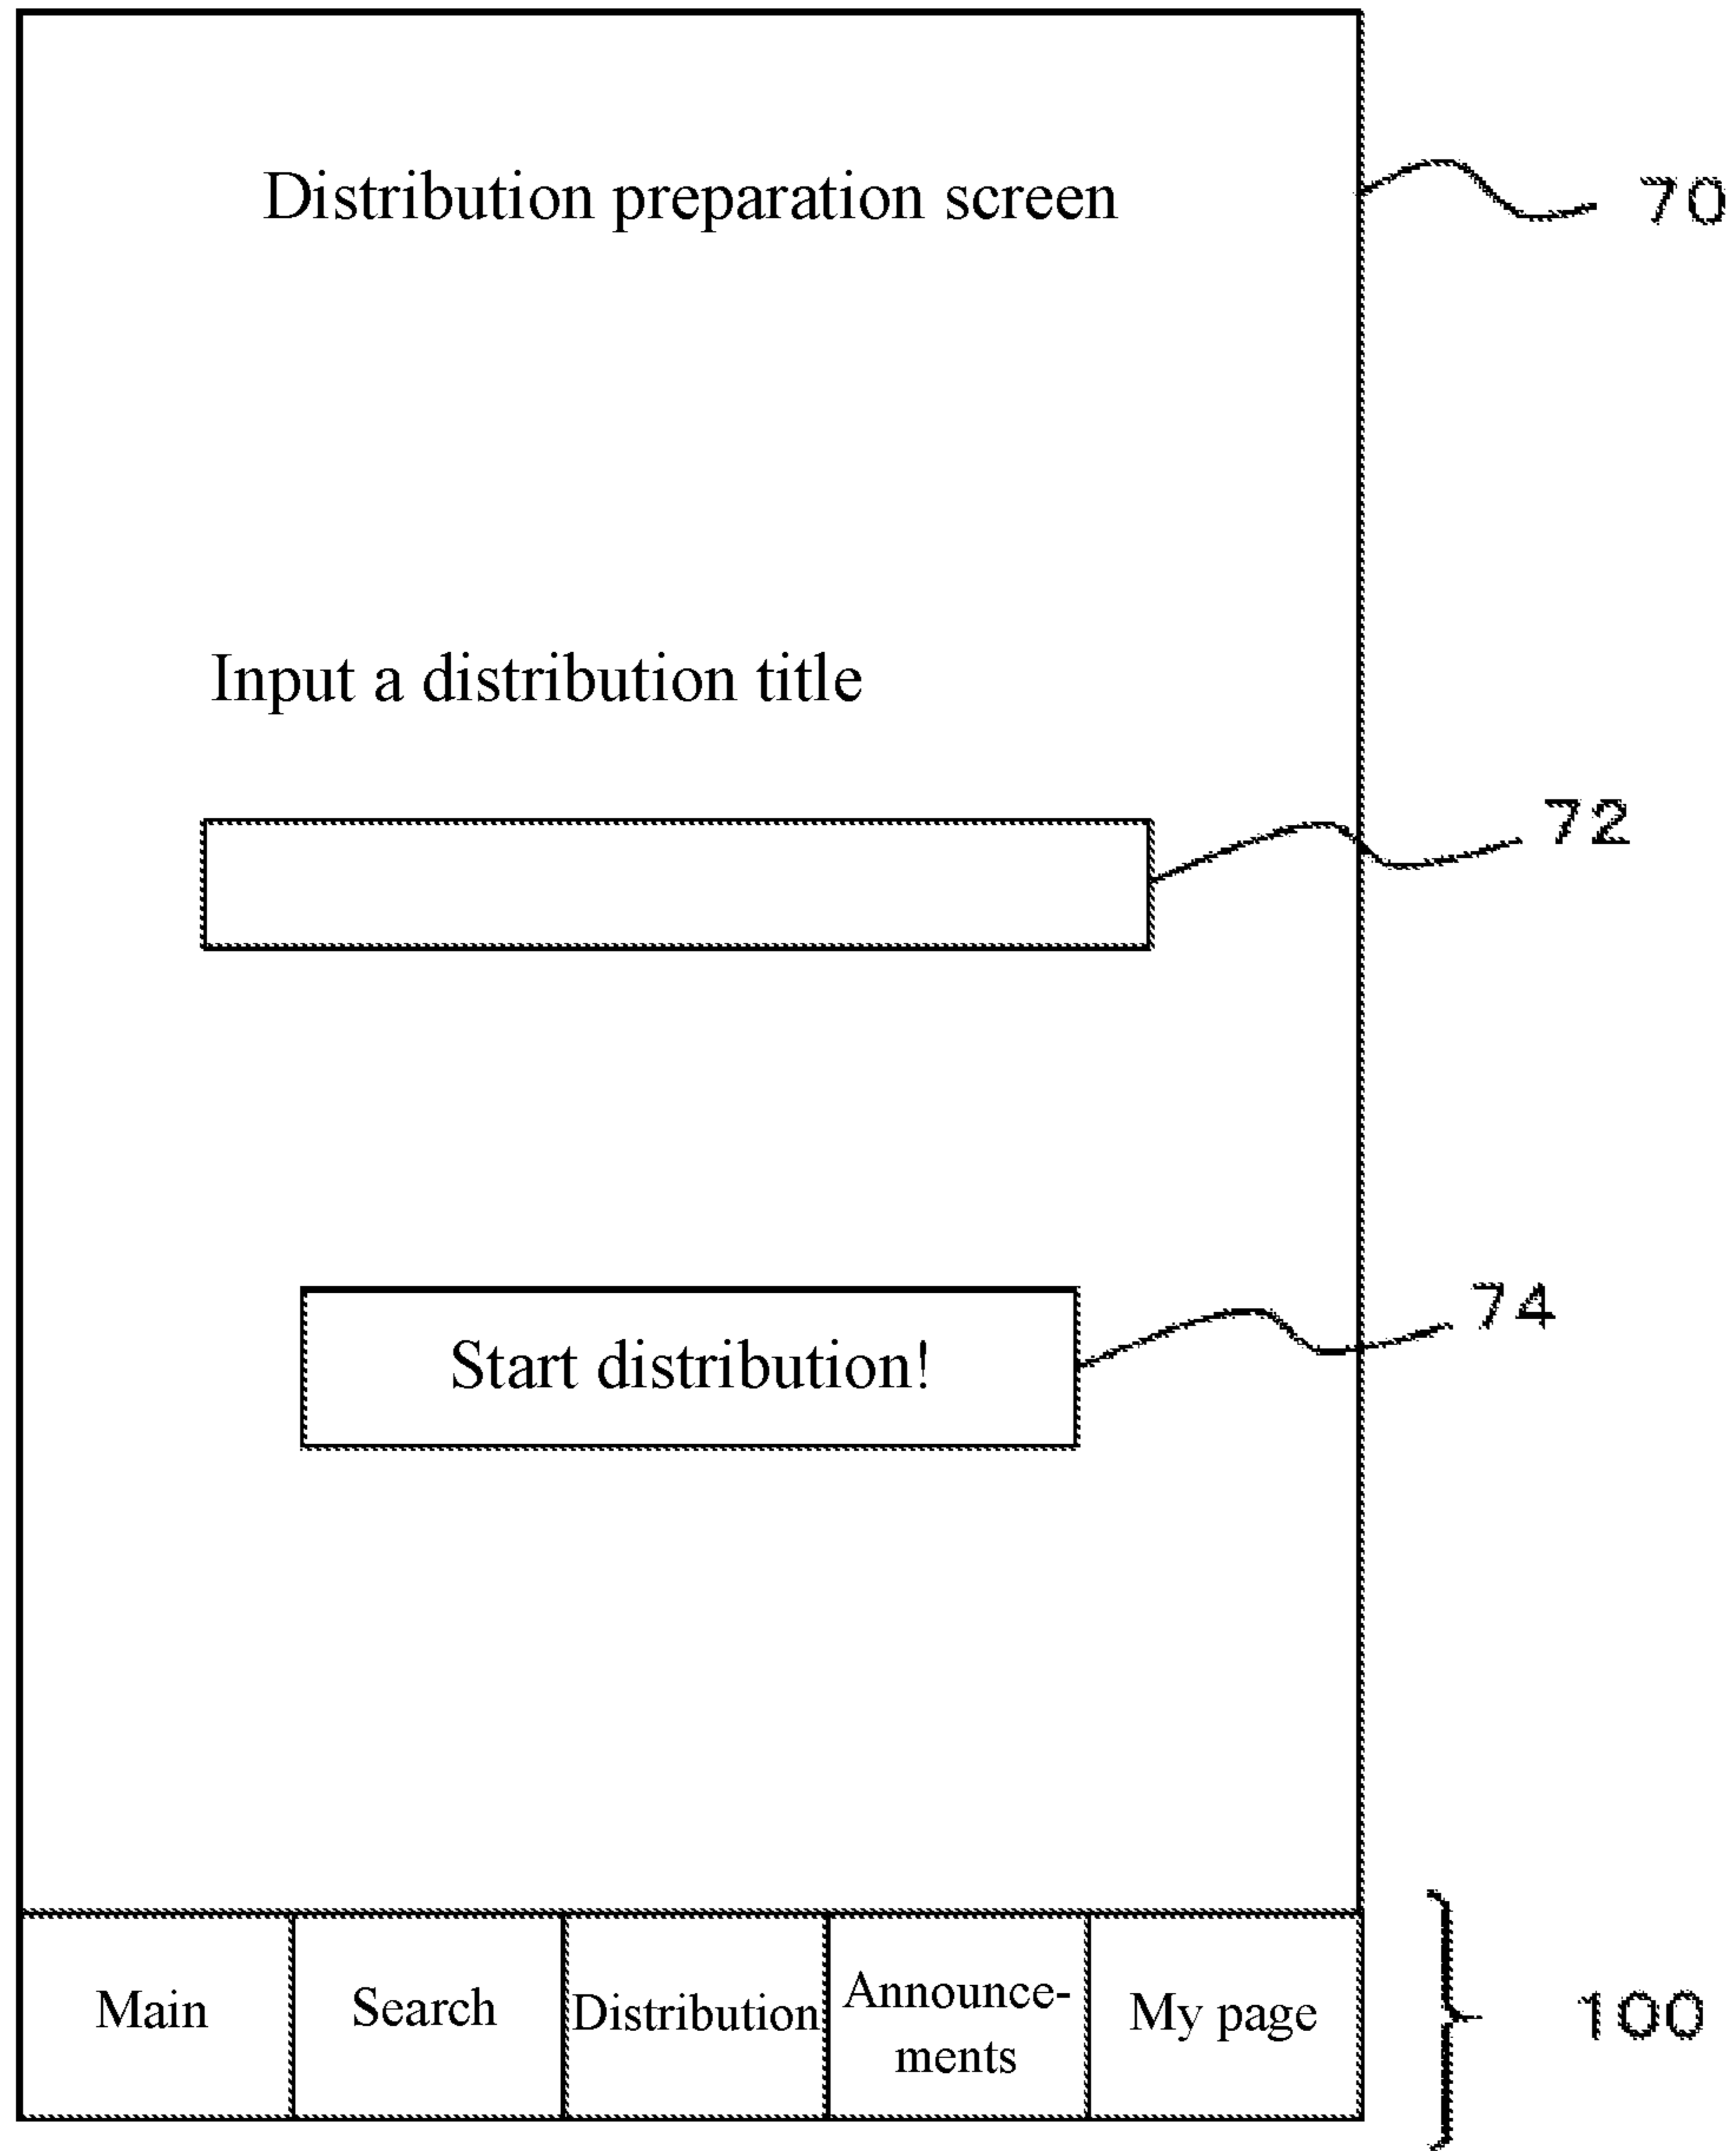 Distribution preparation screen
70
Input a distribution title
72
Start distribution!
74
Main
Search
Distribution
Announce-
ments
My page
100